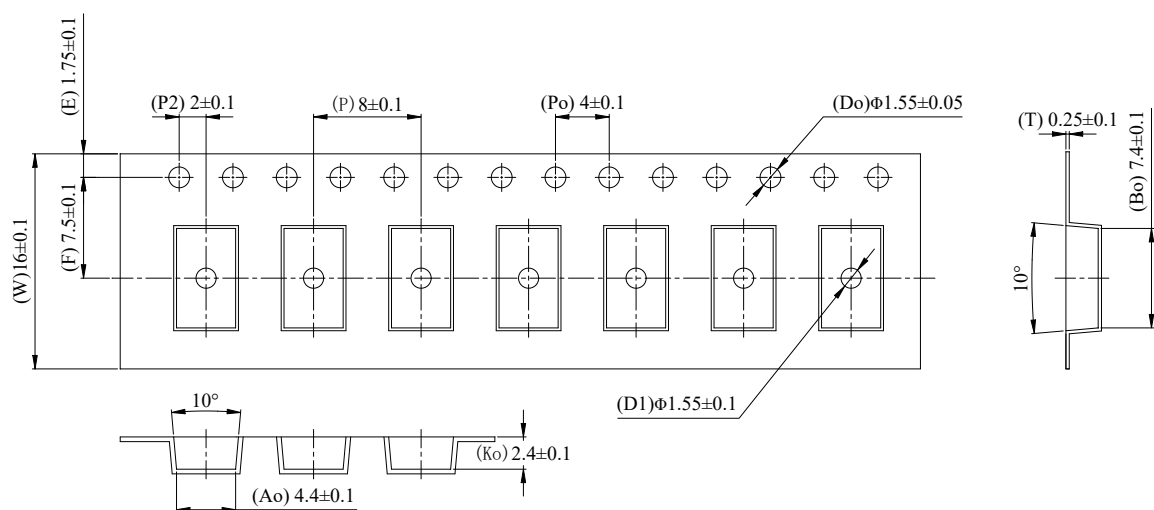 (E) 1.75±0.1
(P2) 2±0.1
(P) 8±0.1
(Po) 4±0.1
(Do)Φ1.55±0.05
(T) 0.25±0.1
(Bo) 7.4±0.1
(W)16±0.1
(F) 7.5±0.1
10°
(D1)Φ1.55±0.1
10°
(Ko) 2.4±0.1
(Ao) 4.4±0.1